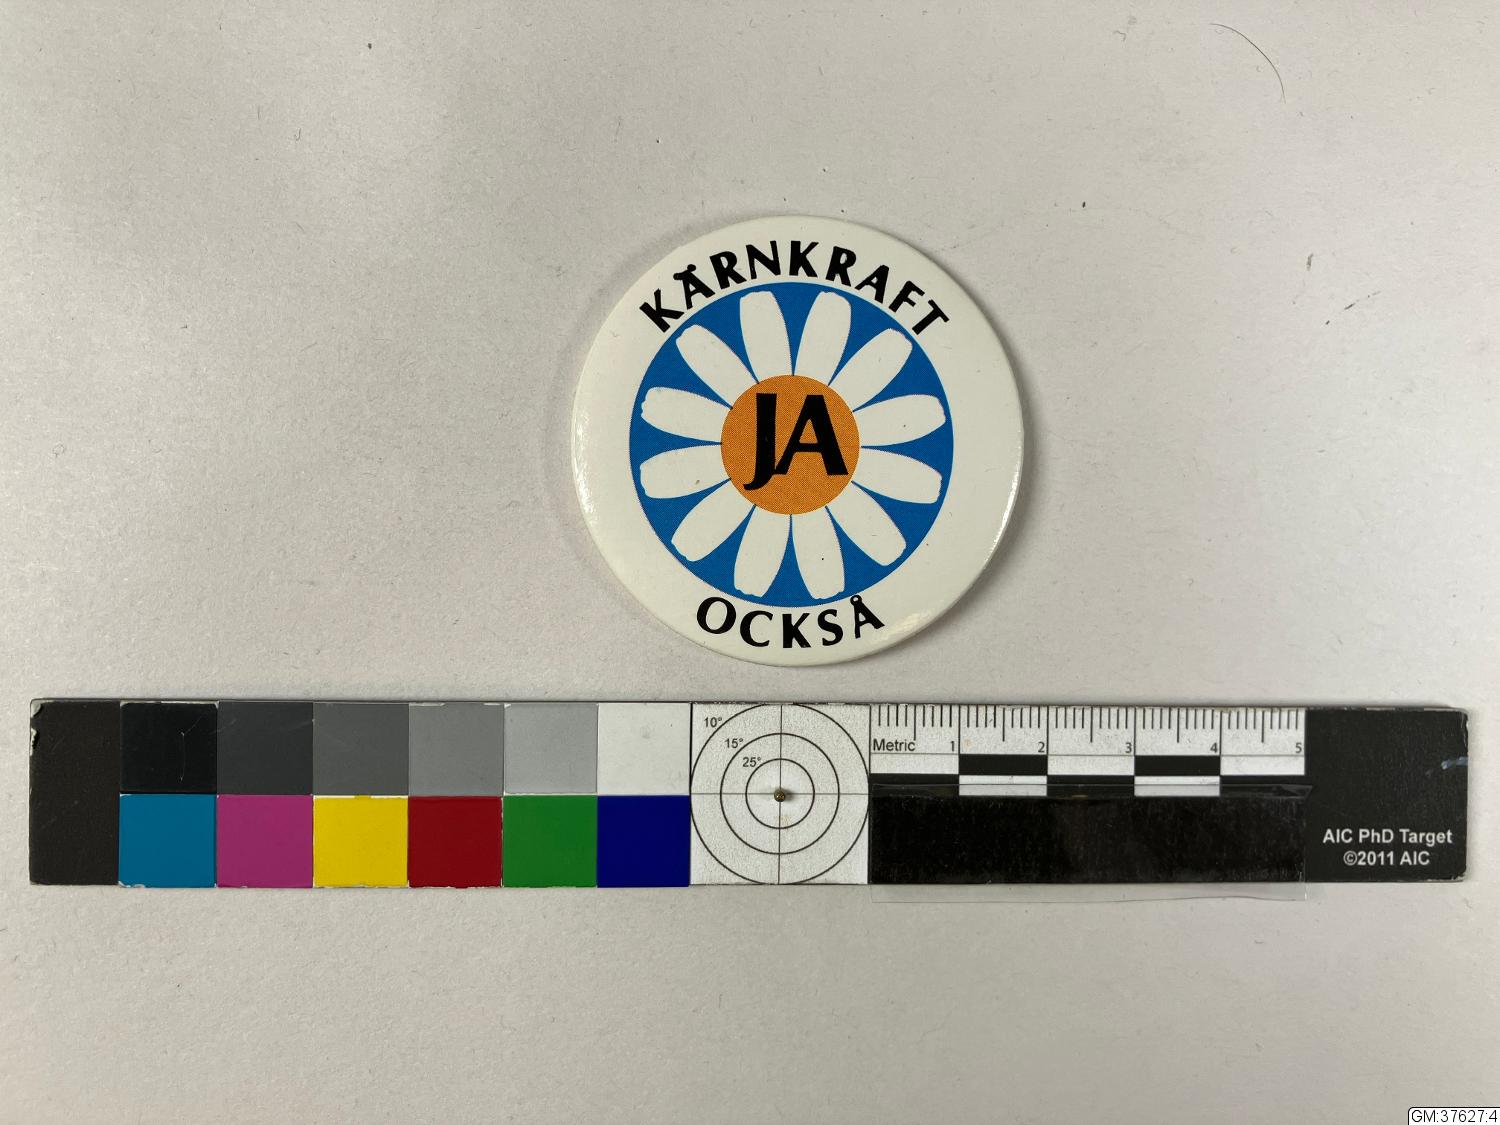 KÄRNKRAFT
JA
OCKSÅ
10°
15°
25°
Metric 1 2 3 4 5
AIC PhD Target
©2011 AIC
GM:37627:4